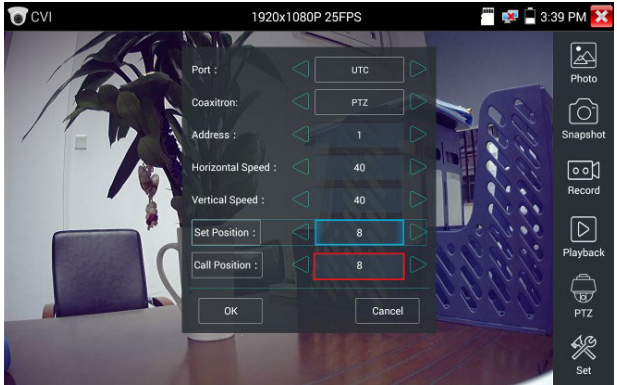 CVI 1920x1080P 25FPS 3:39 PM
Port : UTC
Coaxitron: PTZ
Address : 1
Horizontal Speed : 40
Vertical Speed : 40
Set Position : 8
Call Position : 8
OK Cancel
Photo
Snapshot
Record
Playback
PTZ
Set